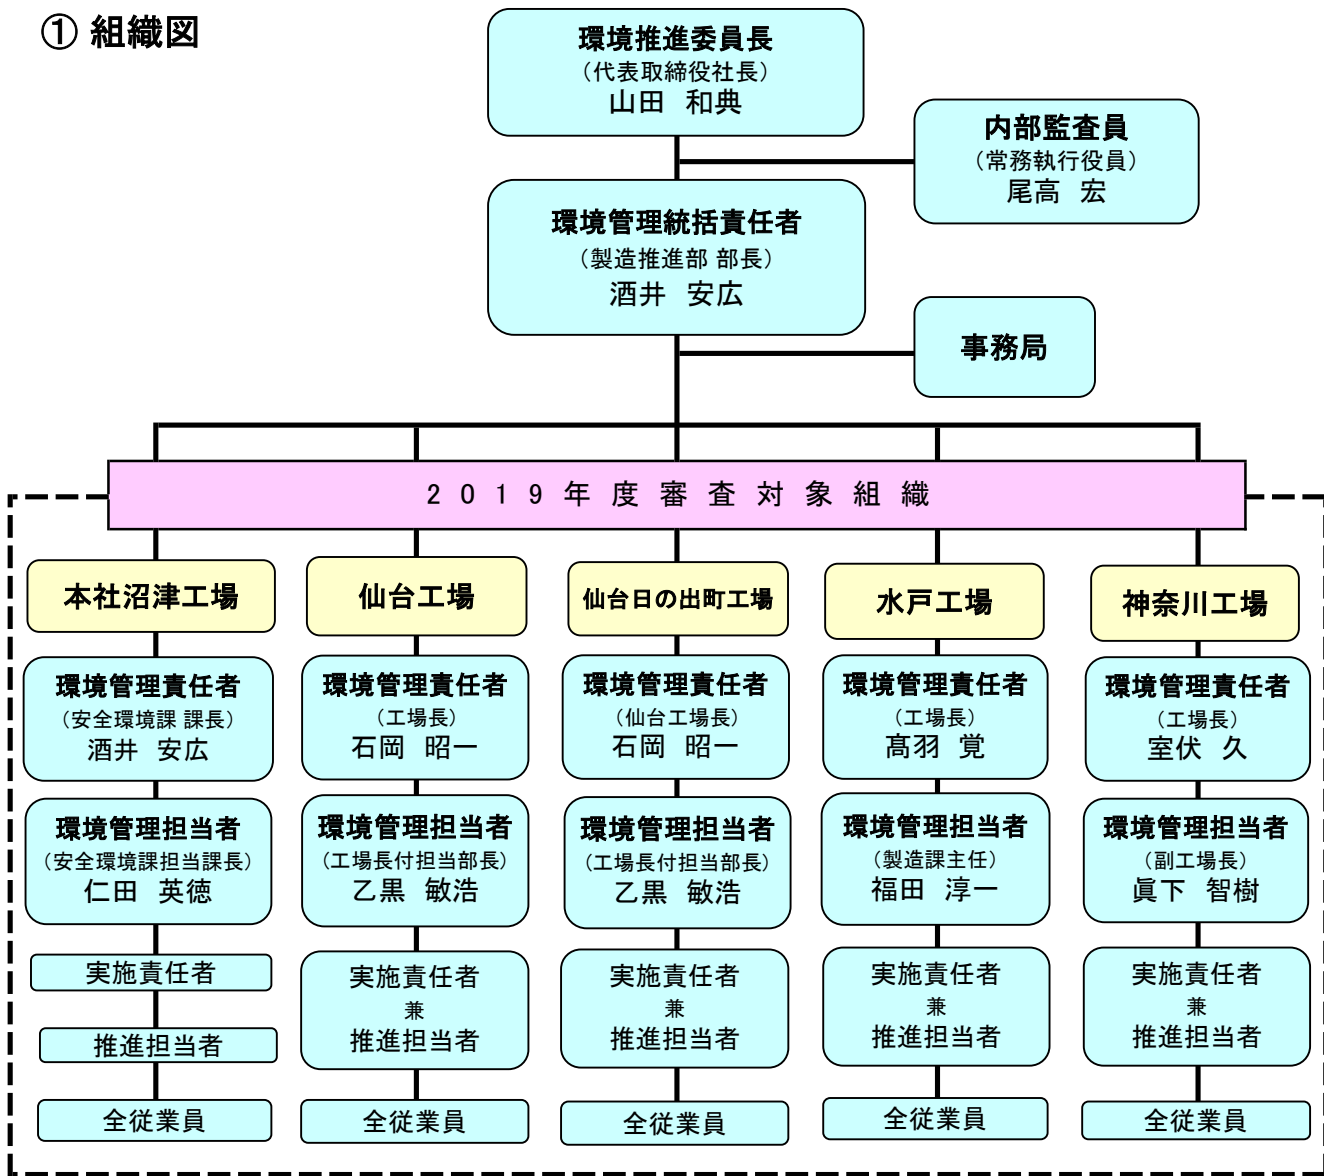 ① 組織図
環境推進委員長
（代表取締役社長）
山田 和典
内部監査員
（常務執行役員）
尾高 宏
環境管理統括責任者
（製造推進部 部長）
酒井 安広
事務局
２０１９年度審査対象組織
本社沼津工場
環境管理責任者
（安全環境課 課長）
酒井 安広
環境管理担当者
（安全環境課担当課長）
仁田 英徳
実施責任者
推進担当者
全従業員
仙台工場
環境管理責任者
（工場長）
石岡 昭一
環境管理担当者
（工場長付担当部長）
乙黒 敏浩
実施責任者
兼
推進担当者
全従業員
仙台日の出町工場
環境管理責任者
（仙台工場長）
石岡 昭一
環境管理担当者
（工場長付担当部長）
乙黒 敏浩
実施責任者
兼
推進担当者
全従業員
水戸工場
環境管理責任者
（工場長）
髙羽 覚
環境管理担当者
（製造課主任）
福田 淳一
実施責任者
兼
推進担当者
全従業員
神奈川工場
環境管理責任者
（工場長）
室伏 久
環境管理担当者
（副工場長）
眞下 智樹
実施責任者
兼
推進担当者
全従業員